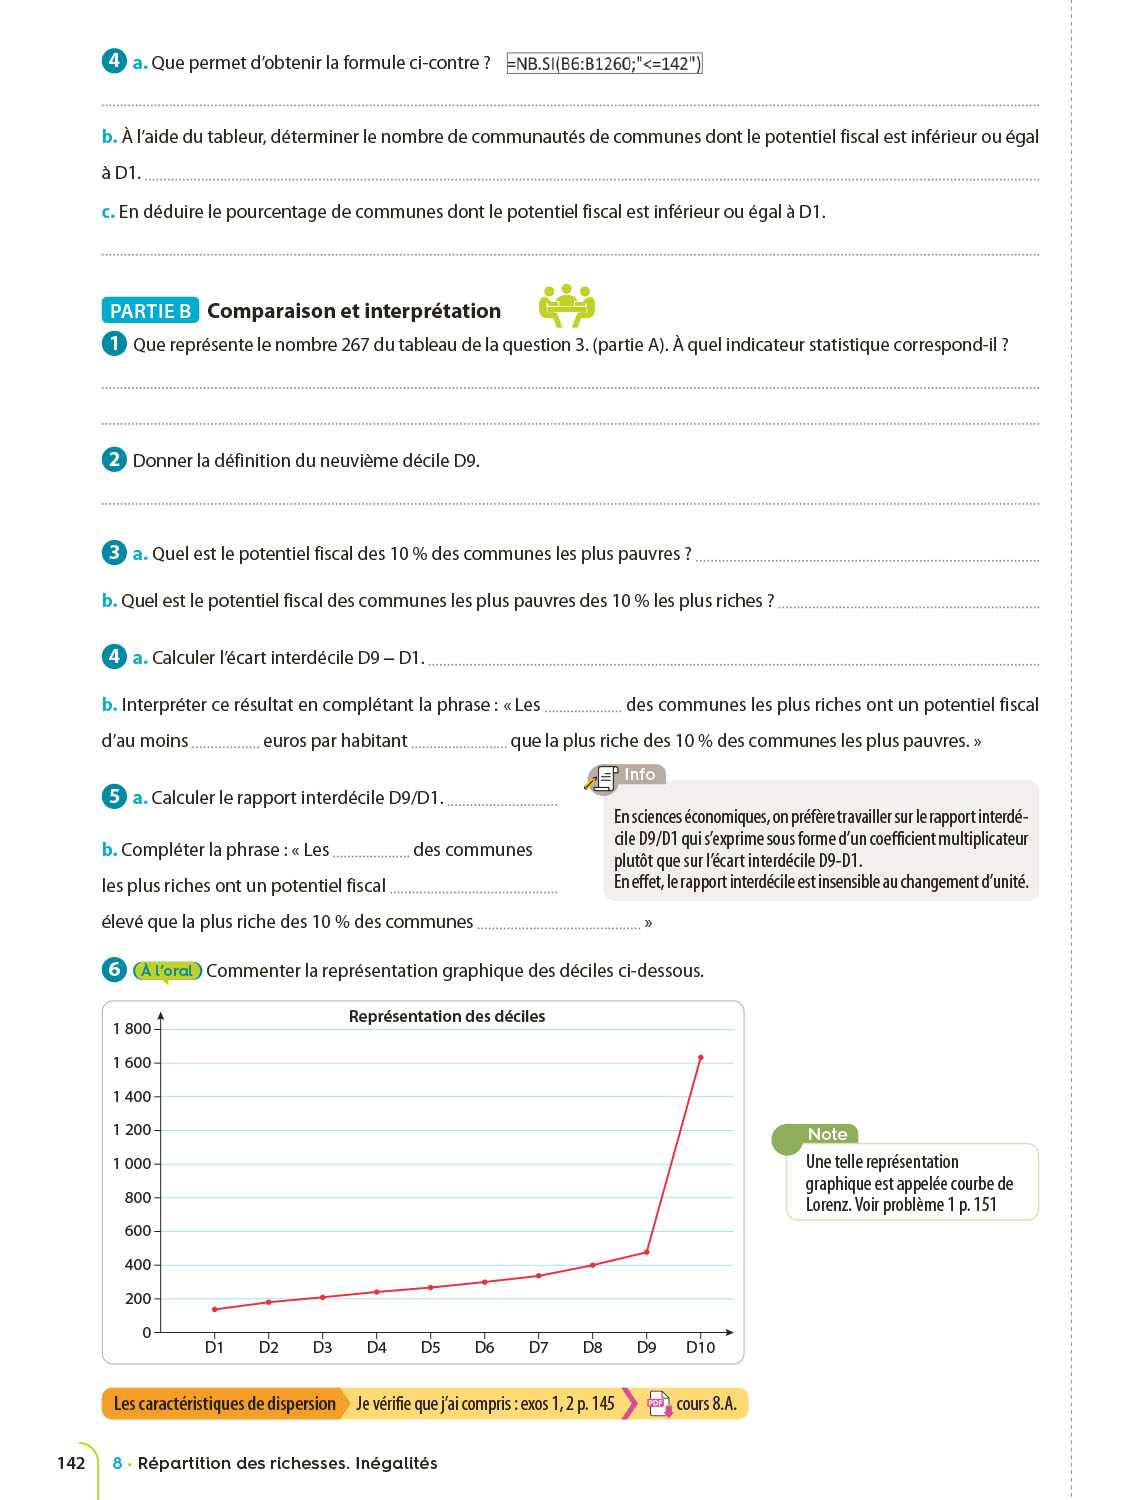 4 a. Que permet d'obtenir la formule ci-contre ? =NB.SI(B6:B1260;"<=142")
b. À l'aide du tableur, déterminer le nombre de communautés de communes dont le potentiel fiscal est inférieur ou égal
à D1.
c. En déduire le pourcentage de communes dont le potentiel fiscal est inférieur ou égal à D1.
PARTIE B Comparaison et interprétation
1 Que représente le nombre 267 du tableau de la question 3. (partie A). À quel indicateur statistique correspond-il ?
2 Donner la définition du neuvième décile D9.
3 a. Quel est le potentiel fiscal des 10 % des communes les plus pauvres ?
b. Quel est le potentiel fiscal des communes les plus pauvres des 10 % les plus riches ?
4 a. Calculer l'écart interdécile D9 – D1.
b. Interpréter ce résultat en complétant la phrase : « Les des communes les plus riches ont un potentiel fiscal
d'au moins euros par habitant que la plus riche des 10 % des communes les plus pauvres. »
5 a. Calculer le rapport interdécile D9/D1.
b. Compléter la phrase : « Les des communes
les plus riches ont un potentiel fiscal
élevé que la plus riche des 10 % des communes »
Info
En sciences économiques, on préfère travailler sur le rapport interdé-
cile D9/D1 qui s'exprime sous forme d'un coefficient multiplicateur
plutôt que sur l'écart interdécile D9-D1.
En effet, le rapport interdécile est insensible au changement d'unité.
6 À l'oral Commenter la représentation graphique des déciles ci-dessous.
Représentation des déciles
1 800
1 600
1 400
1 200
1 000
800
600
400
200
0
D1 D2 D3 D4 D5 D6 D7 D8 D9 D10
Note
Une telle représentation
graphique est appelée courbe de
Lorenz. Voir problème 1 p. 151
Les caractéristiques de dispersion Je vérifie que j'ai compris : exos 1, 2 p. 145 PDF cours 8.A.
142 8 • Répartition des richesses. Inégalités